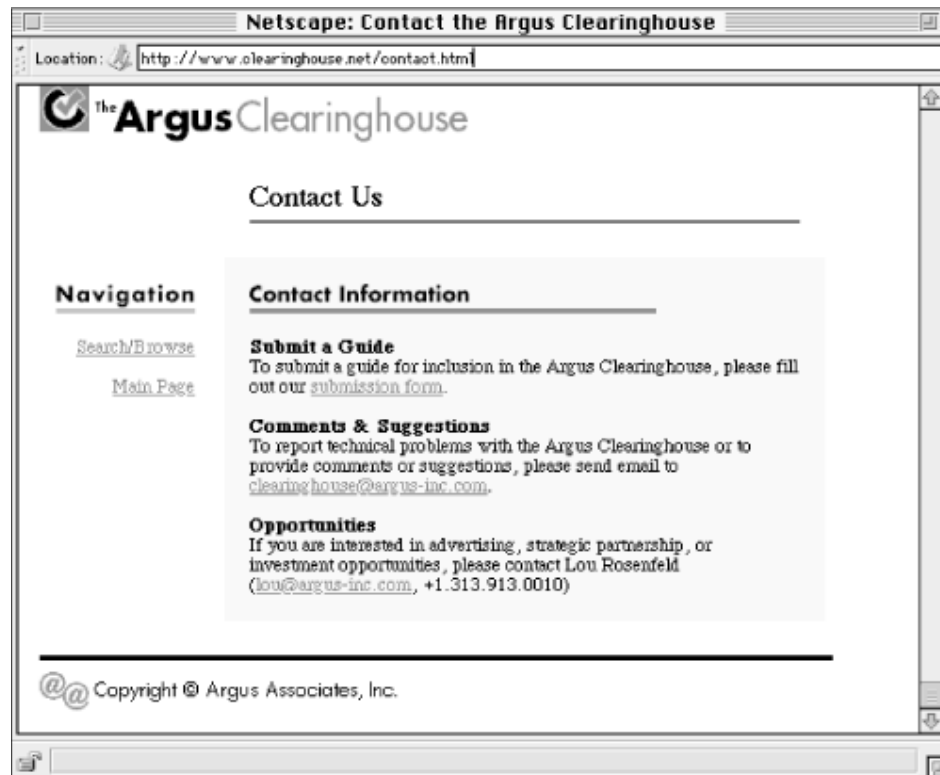 Netscape: Contact the Argus Clearinghouse
Location: http://www.clearinghouse.net/contact.html
The Argus Clearinghouse
Contact Us
Navigation
Search/Browse
Main Page
Contact Information
Submit a Guide
To submit a guide for inclusion in the Argus Clearinghouse, please fill
out our submission form.
Comments & Suggestions
To report technical problems with the Argus Clearinghouse or to
provide comments or suggestions, please send email to
clearinghouse@argus-inc.com.
Opportunities
If you are interested in advertising, strategic partnership, or
investment opportunities, please contact Lou Rosenfeld
(lou@argus-inc.com, +1.313.913.0010)
@@ Copyright © Argus Associates, Inc.